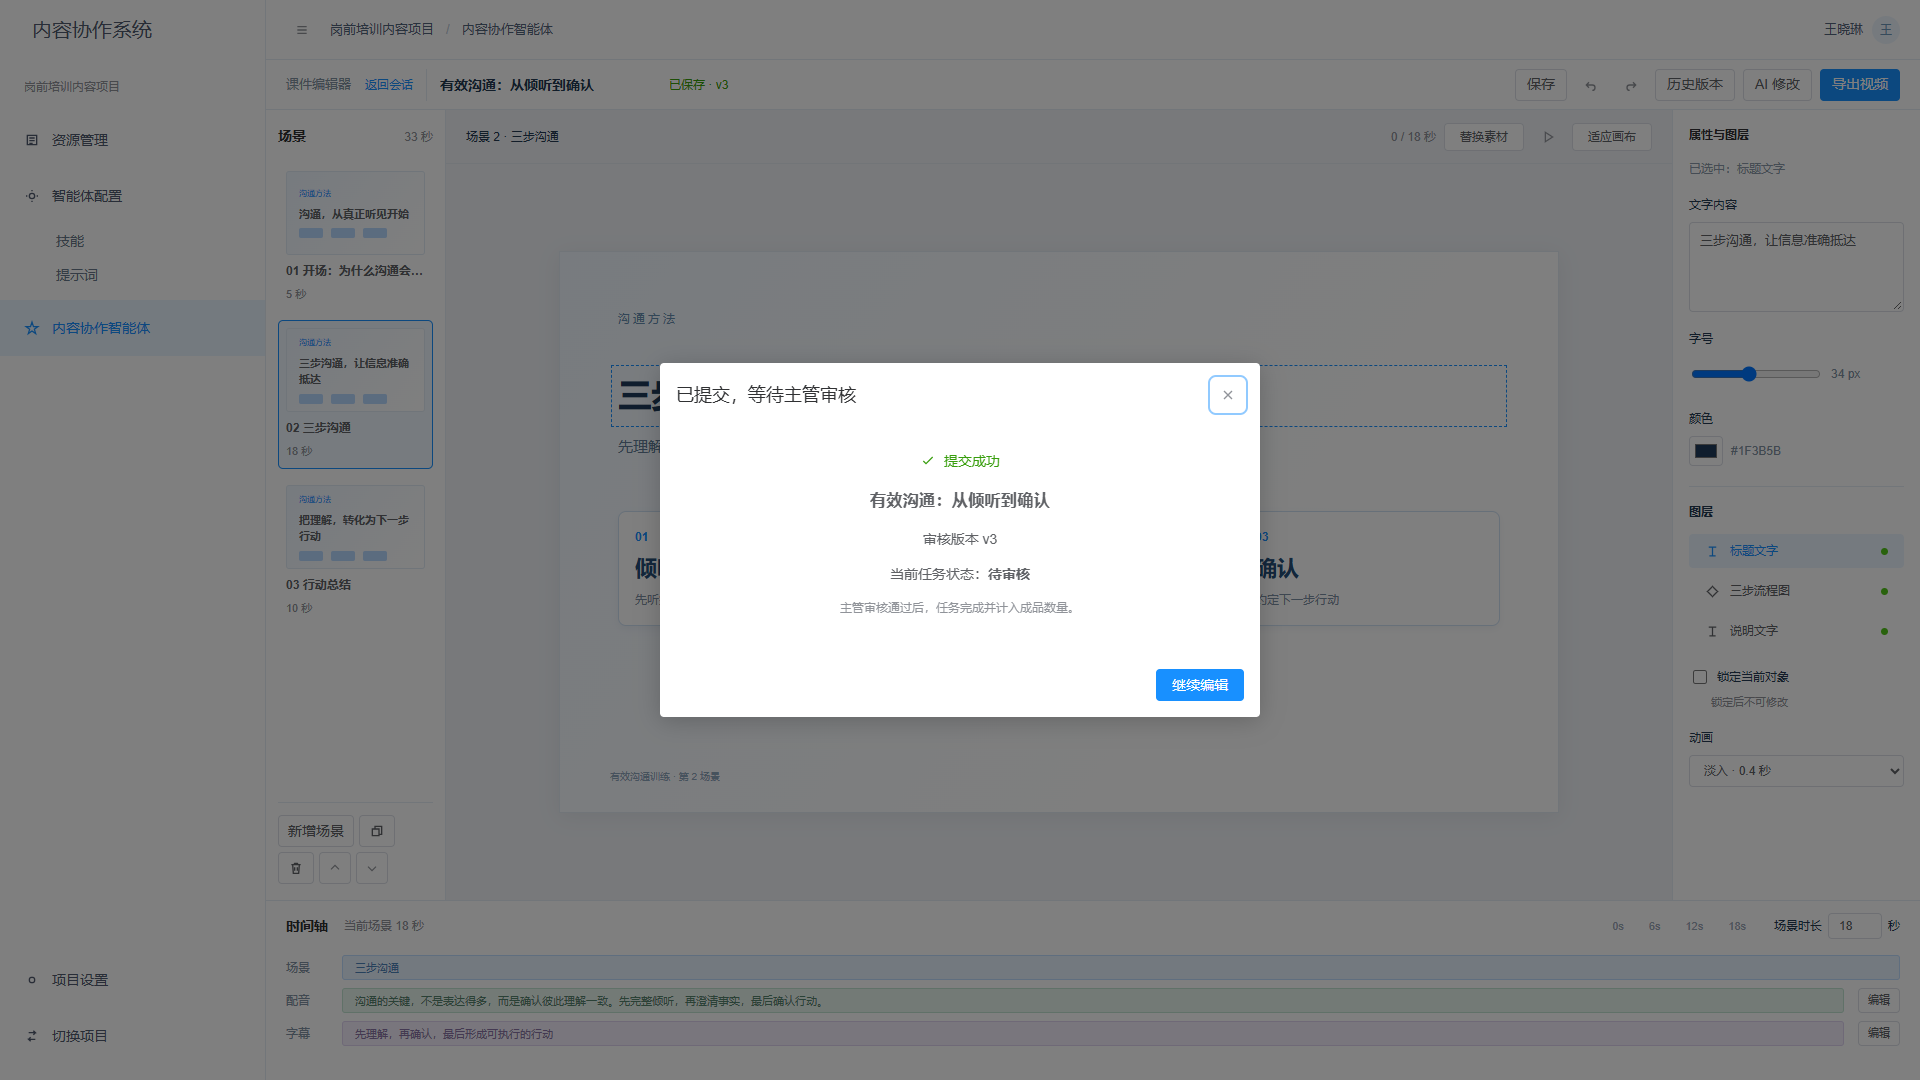 内容协作系统
岗前培训内容项目 / 内容协作智能体
王晓琳 王
岗前培训内容项目
资源管理
智能体配置
技能
提示词
内容协作智能体
项目设置
切换项目
课件编辑器 返回会话 有效沟通：从倾听到确认 已保存 · v3
保存 历史版本 AI 修改 导出视频
场景 33 秒
沟通方法
沟通，从真正听见开始
01 开场：为什么沟通会...
5 秒
沟通方法
三步沟通，让信息准确
抵达
02 三步沟通
18 秒
沟通方法
把理解，转化为下一步
行动
03 行动总结
10 秒
新增场景
场景 2 · 三步沟通 0 / 18 秒 替换素材 适应画布
沟通方法
三
先理解
01
倾
先听
03
确认
定下一步行动
有效沟通训练 · 第 2 场景
已提交，等待主管审核
提交成功
有效沟通：从倾听到确认
审核版本 v3
当前任务状态：待审核
主管审核通过后，任务完成并计入成品数量。
继续编辑
属性与图层
已选中：标题文字
文字内容
三步沟通，让信息准确抵达
字号
34 px
颜色
#1F3B5B
图层
标题文字
三步流程图
说明文字
锁定当前对象
锁定后不可修改
动画
淡入 · 0.4 秒
时间轴 当前场景 18 秒 0s 6s 12s 18s 场景时长 18 秒
场景 三步沟通
配音 沟通的关键，不是表达得多，而是确认彼此理解一致。先完整倾听，再澄清事实，最后确认行动。 编辑
字幕 先理解，再确认，最后形成可执行的行动 编辑